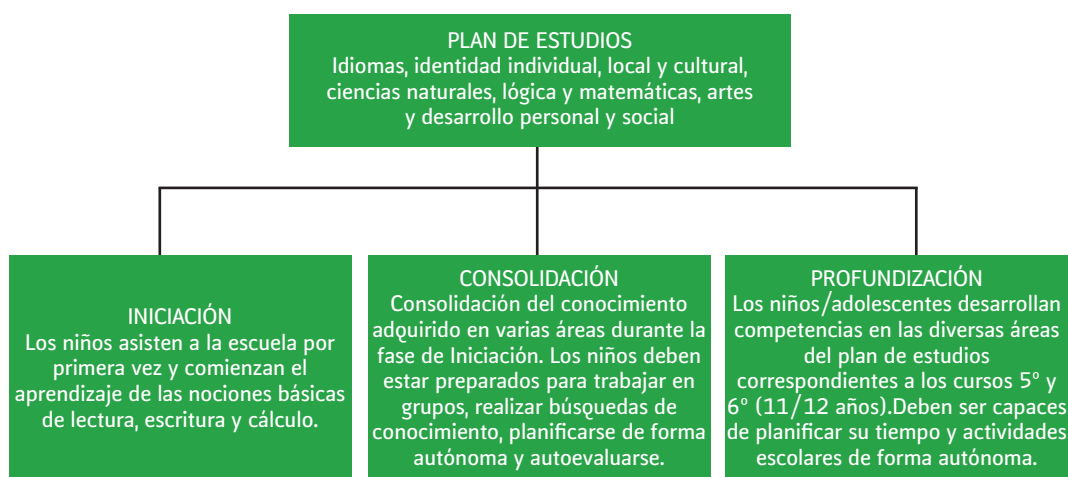 PLAN DE ESTUDIOS
Idiomas, identidad individual, local y cultural,
ciencias naturales, lógica y matemáticas, artes
y desarrollo personal y social
INICIACIÓN
Los niños asisten a la escuela por
primera vez y comienzan el
aprendizaje de las nociones básicas
de lectura, escritura y cálculo.
CONSOLIDACIÓN
Consolidación del conocimiento
adquirido en varias áreas durante la
fase de Iniciación. Los niños deben
estar preparados para trabajar en
grupos, realizar búsquedas de
conocimiento, planificarse de forma
autónoma y autoevaluarse.
PROFUNDIZACIÓN
Los niños/adolescentes desarrollan
competencias en las diversas áreas
del plan de estudios
correspondientes a los cursos 5º y
6º (11/12 años).Deben ser capaces
de planificar su tiempo y actividades
escolares de forma autónoma.